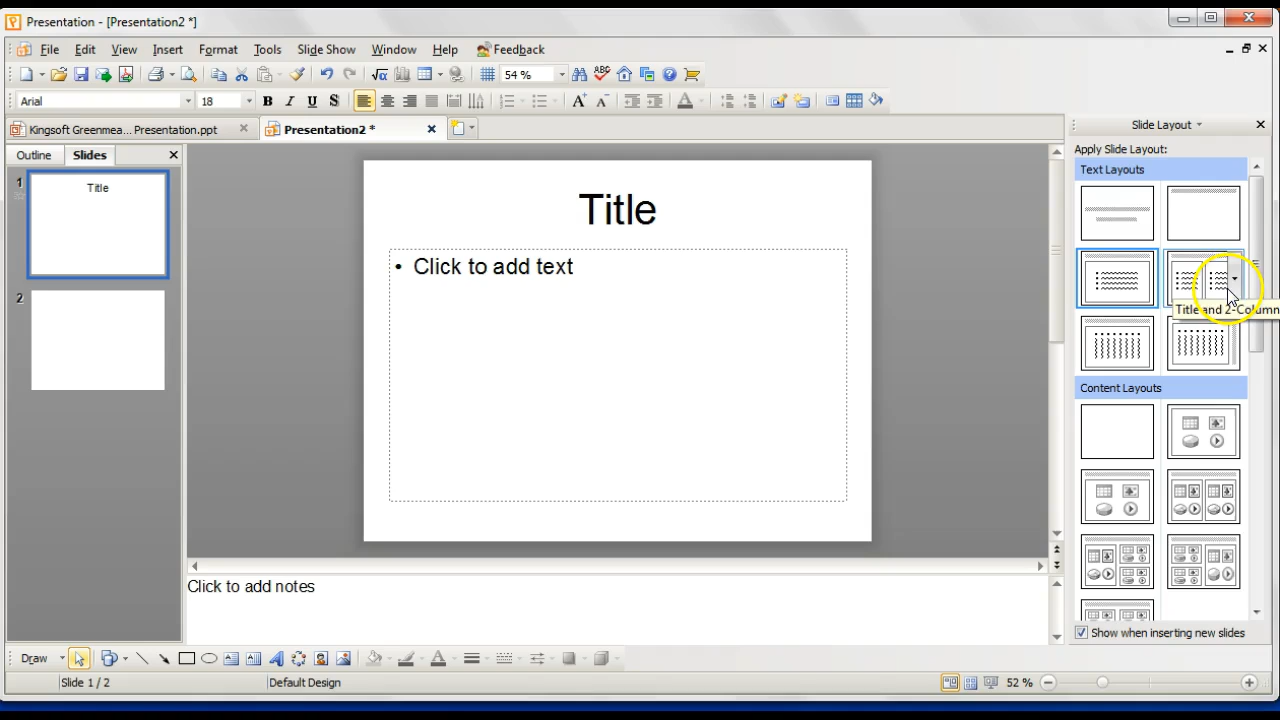 Presentation - [Presentation2 *]
File Edit View Insert Format Tools Slide Show Window Help Feedback
54 %
Arial 18 B I U S
Kingsoft Greenmea... Presentation.ppt Presentation2 *
Slide Layout
Outline Slides
Apply Slide Layout:
Text Layouts
1
Title
Title
• Click to add text
2
Title and 2-Column
Content Layouts
Click to add notes
Show when inserting new slides
Draw
Slide 1 / 2 Default Design 52 %